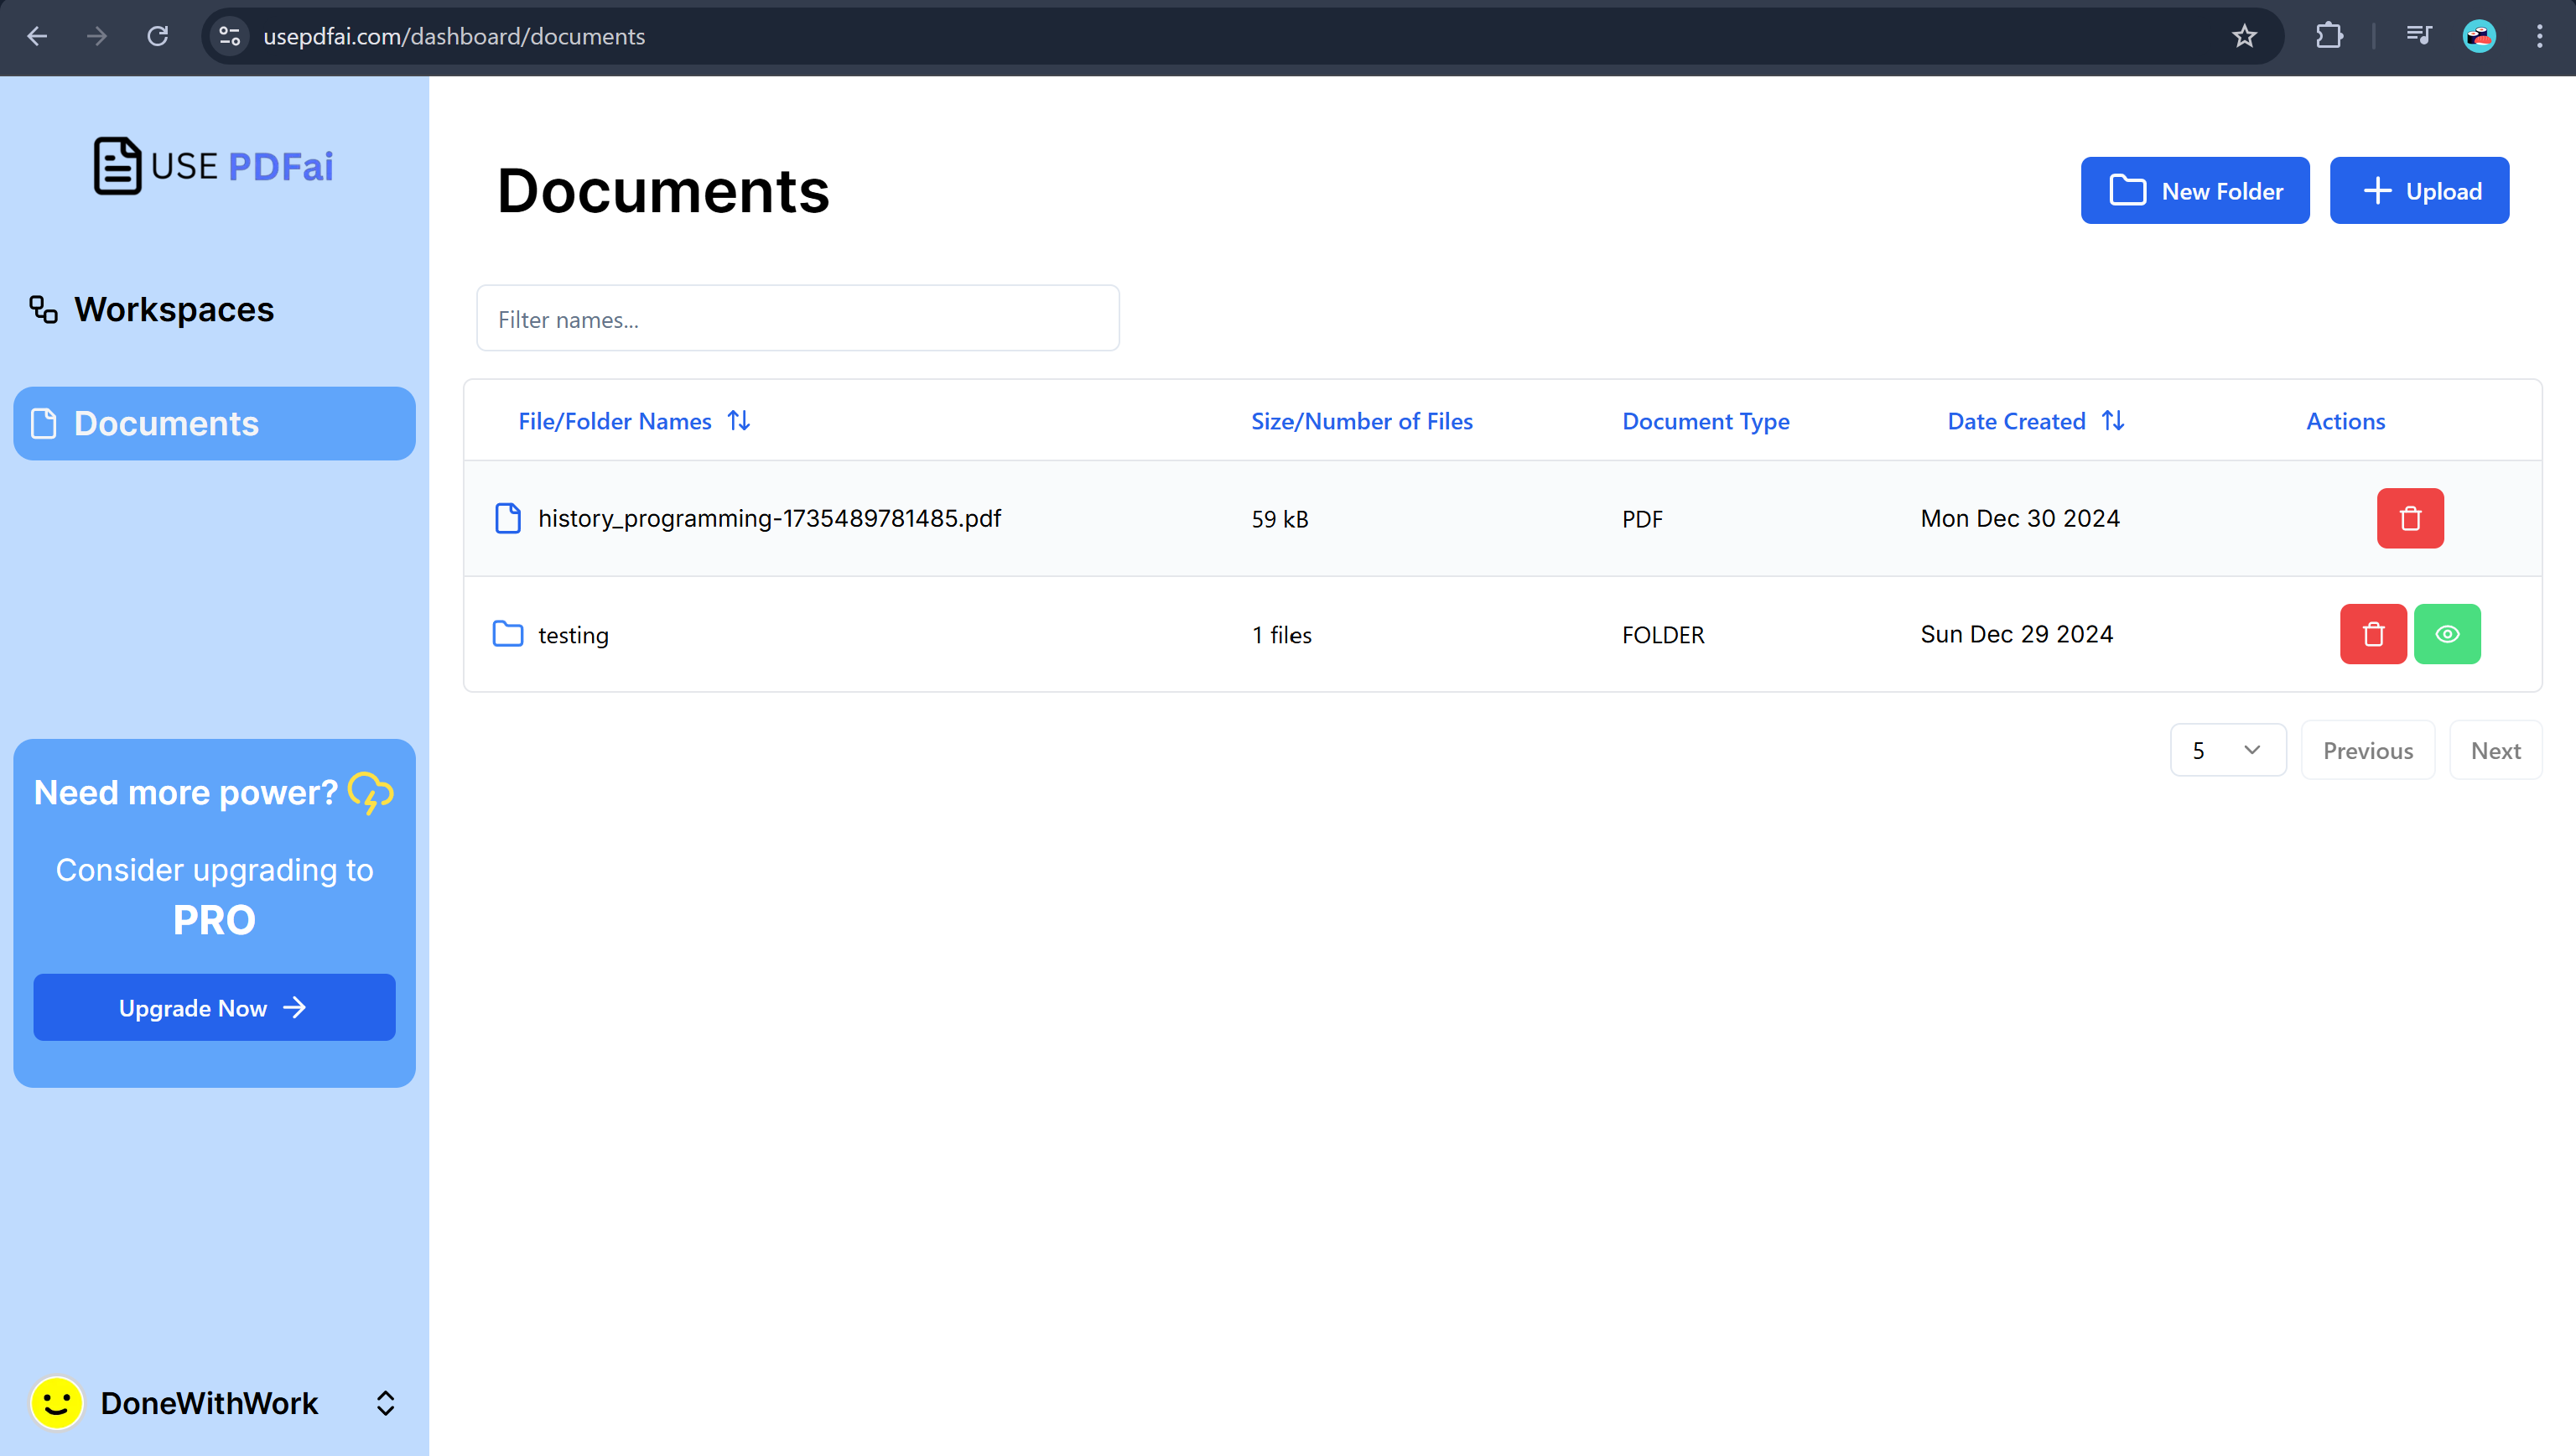 usepdfai.com/dashboard/documents
USE PDFai
Workspaces
Documents
Need more power?
Consider upgrading to
PRO
Upgrade Now
DoneWithWork
Documents
New Folder
Upload
Filter names...
File/Folder Names Size/Number of Files Document Type Date Created Actions
history_programming-1735489781485.pdf 59 kB PDF Mon Dec 30 2024
testing 1 files FOLDER Sun Dec 29 2024
5 Previous Next